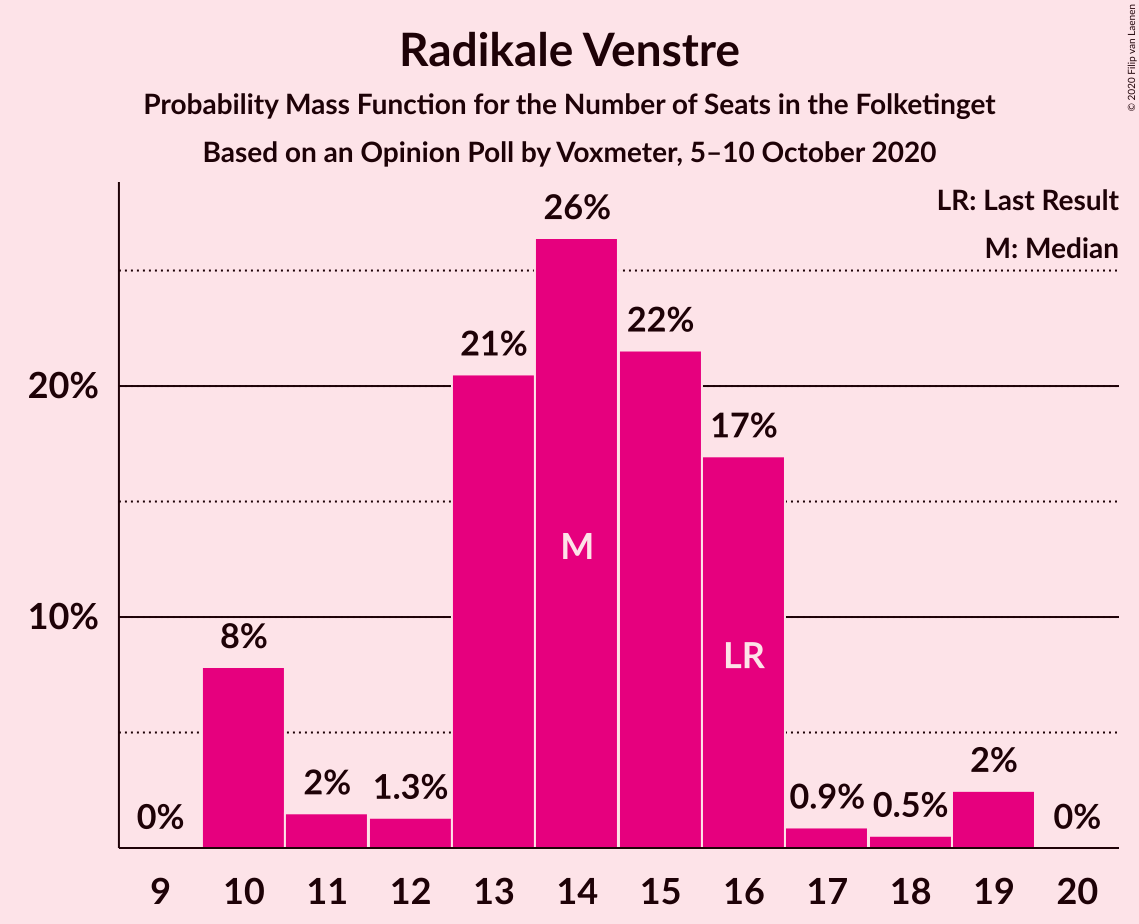 Radikale Venstre
Probability Mass Function for the Number of Seats in the Folketinget
Based on an Opinion Poll by Voxmeter, 5–10 October 2020
© 2020 Filip van Laenen
LR: Last Result
M: Median
20%
10%
0%
8%
2%
1.3%
21%
26%
22%
17%
0.9%
0.5%
2%
0%
M
LR
9 10 11 12 13 14 15 16 17 18 19 20